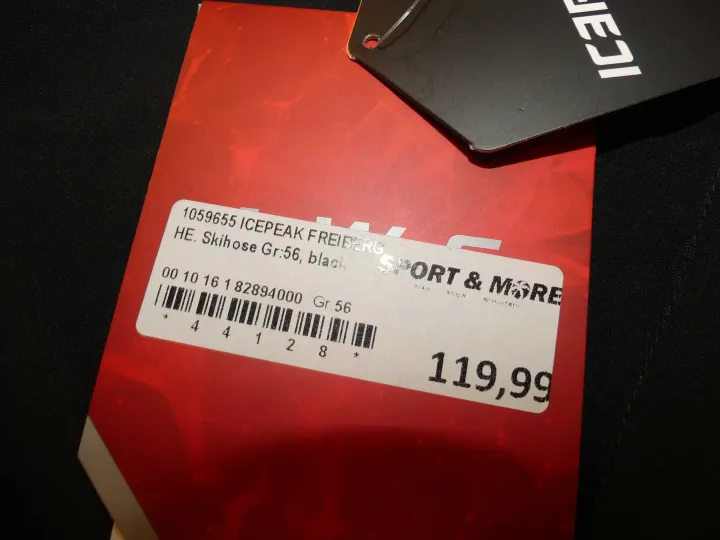 ICEP
1059655 ICEPEAK FREIBERG
HE. Skihose Gr:56, black
SPORT & MORE
00 10 16 1 82894000 Gr 56
* 4 4 1 2 8 *
119,99